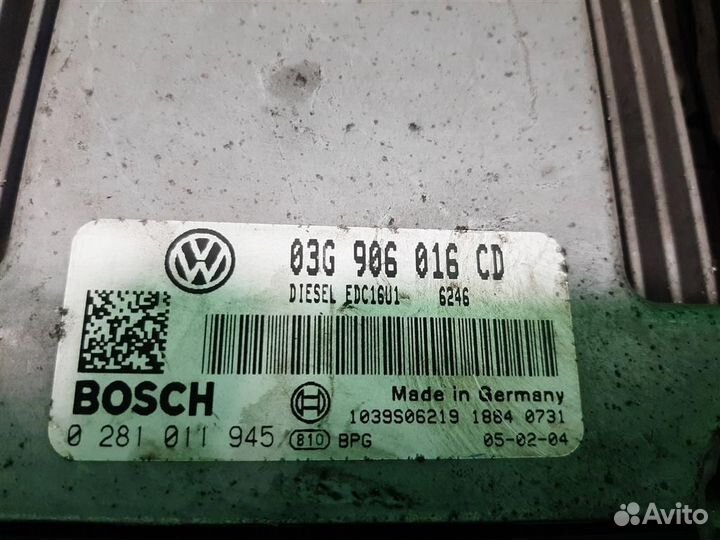 03G 906 016 CD
DIESEL EDC16U1 6246
BOSCH
Made in Germany
1039S06219 1864 0731
0 281 011 945 810 BPG 05-02-04
Avito